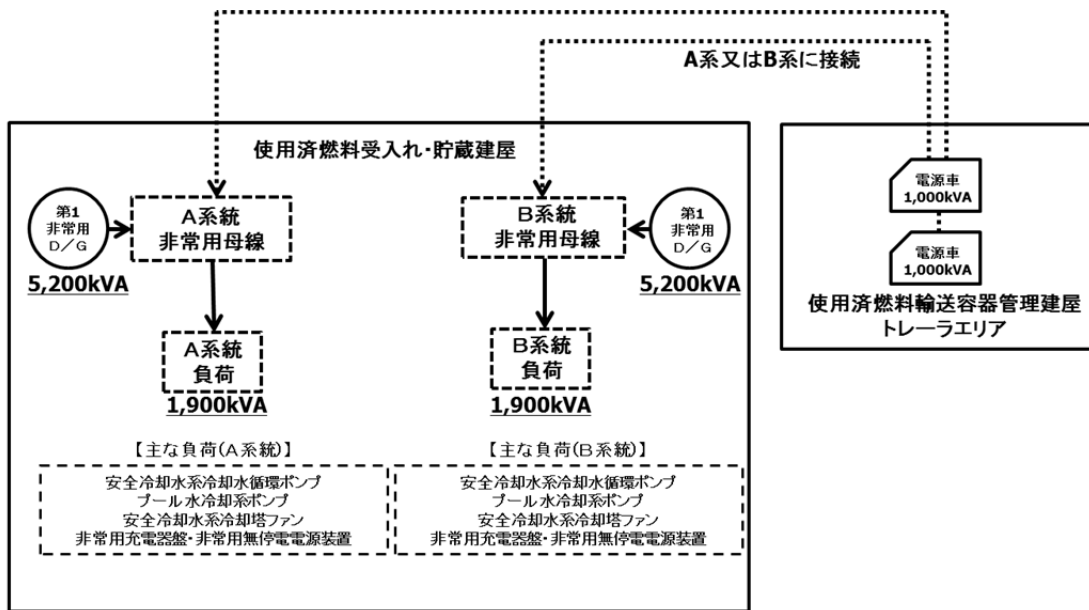 A系又はB系に接続
使用済燃料受入れ・貯蔵建屋
第1
非常用
D/G
5,200kVA
A系統
非常用母線
B系統
非常用母線
第1
非常用
D/G
5,200kVA
A系統
負荷
1,900kVA
B系統
負荷
1,900kVA
【主な負荷(A系統)】
安全冷却水系冷却水循環ポンプ
プール水冷却系ポンプ
安全冷却水系冷却塔ファン
非常用充電器盤・非常用無停電電源装置
【主な負荷(B系統)】
安全冷却水系冷却水循環ポンプ
プール水冷却系ポンプ
安全冷却水系冷却塔ファン
非常用充電器盤・非常用無停電電源装置
電源車
1,000kVA
電源車
1,000kVA
使用済燃料輸送容器管理建屋
トレーラエリア